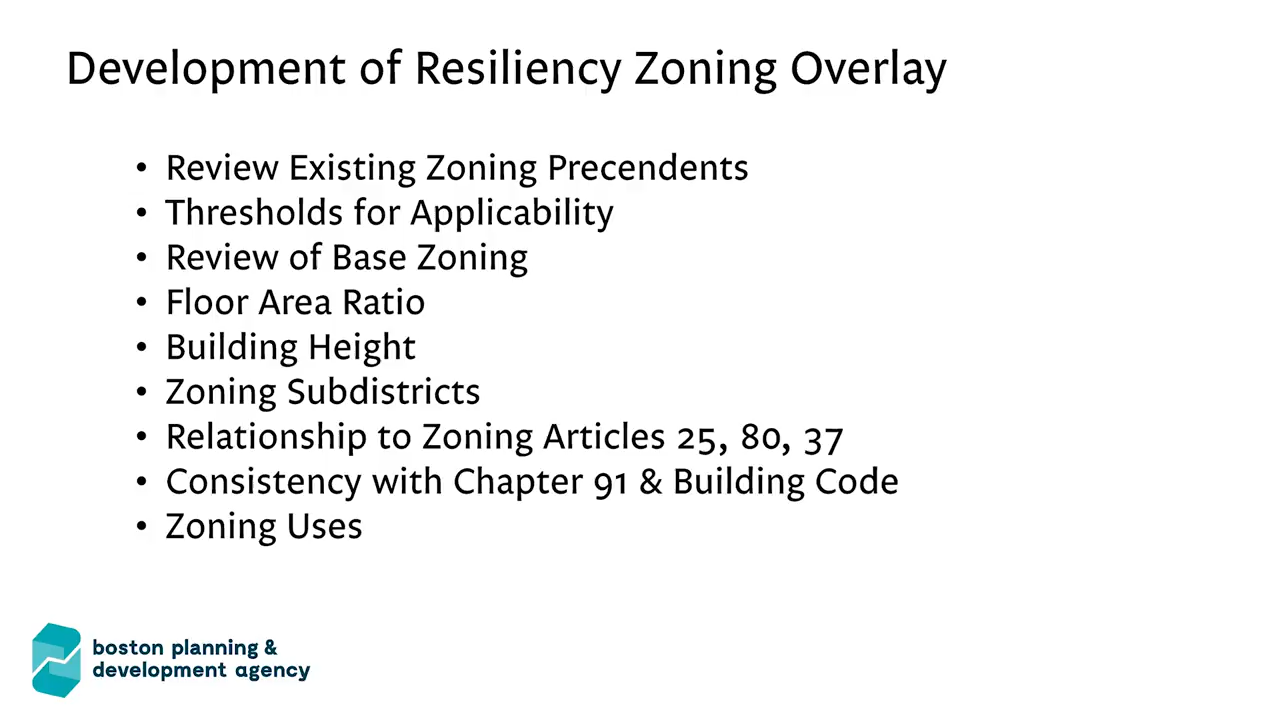 Development of Resiliency Zoning Overlay
• Review Existing Zoning Precendents
• Thresholds for Applicability
• Review of Base Zoning
• Floor Area Ratio
• Building Height
• Zoning Subdistricts
• Relationship to Zoning Articles 25, 80, 37
• Consistency with Chapter 91 & Building Code
• Zoning Uses
boston planning &
development agency